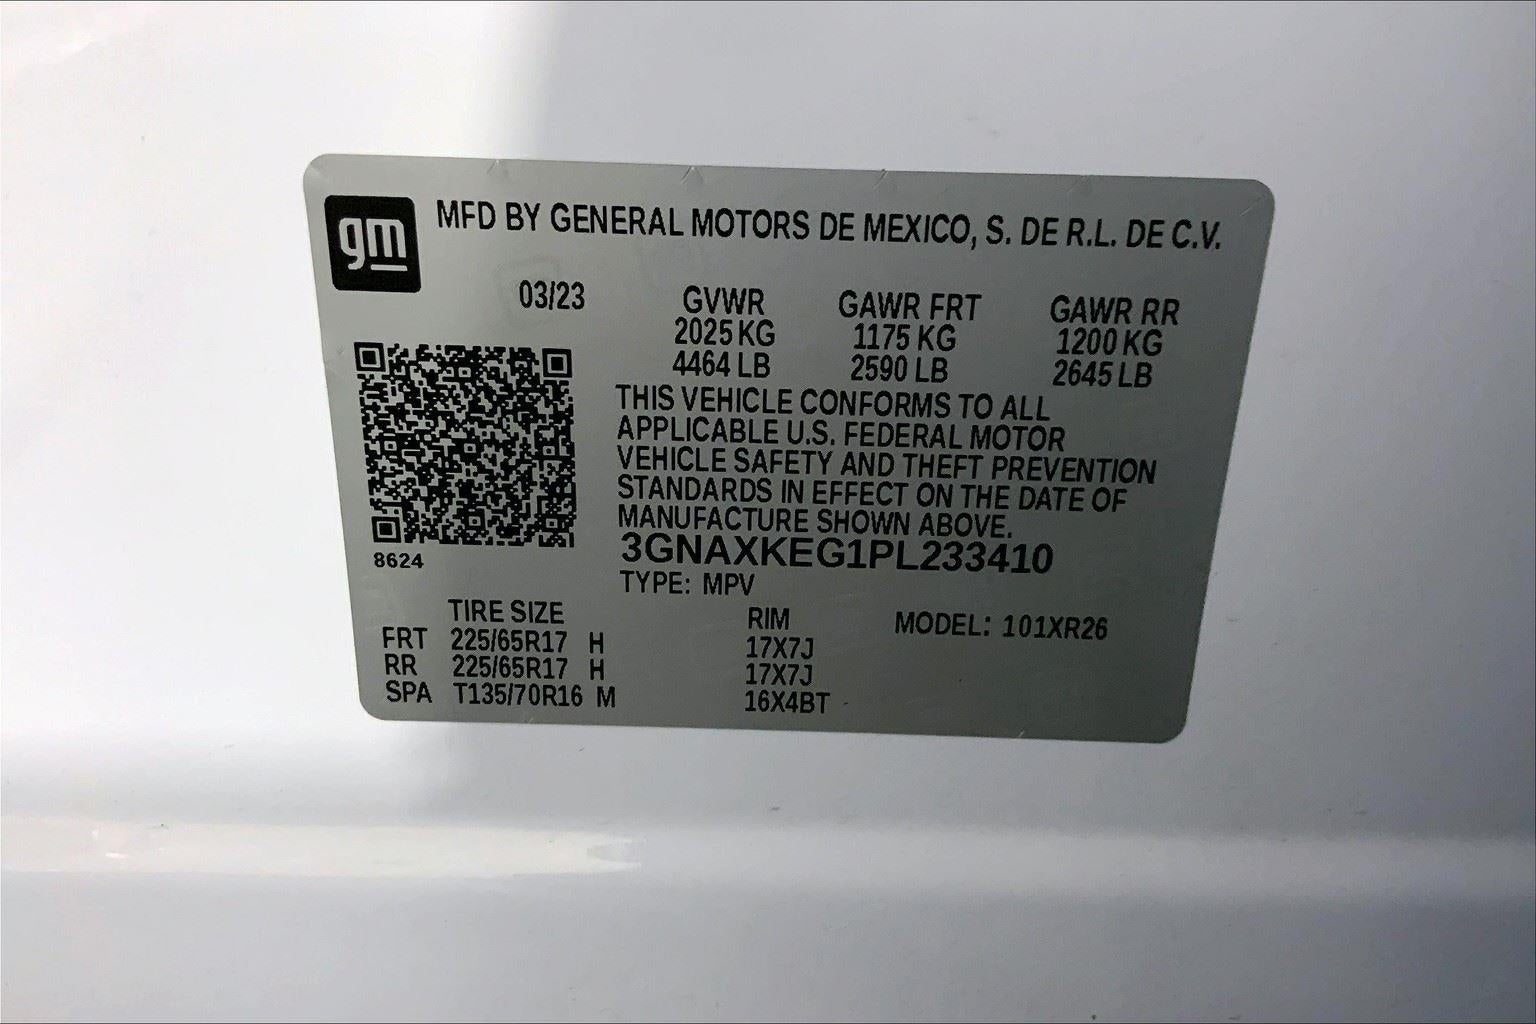 gm
MFD BY GENERAL MOTORS DE MEXICO, S. DE R.L. DE C.V.
03/23
GVWR GAWR FRT GAWR RR
2025 KG 1175 KG 1200 KG
4464 LB 2590 LB 2645 LB
THIS VEHICLE CONFORMS TO ALL
APPLICABLE U.S. FEDERAL MOTOR
VEHICLE SAFETY AND THEFT PREVENTION
STANDARDS IN EFFECT ON THE DATE OF
MANUFACTURE SHOWN ABOVE.
8624
3GNAXKEG1PL233410
TYPE: MPV
TIRE SIZE RIM MODEL: 101XR26
FRT 225/65R17 H 17X7J
RR 225/65R17 H 17X7J
SPA T135/70R16 M 16X4BT